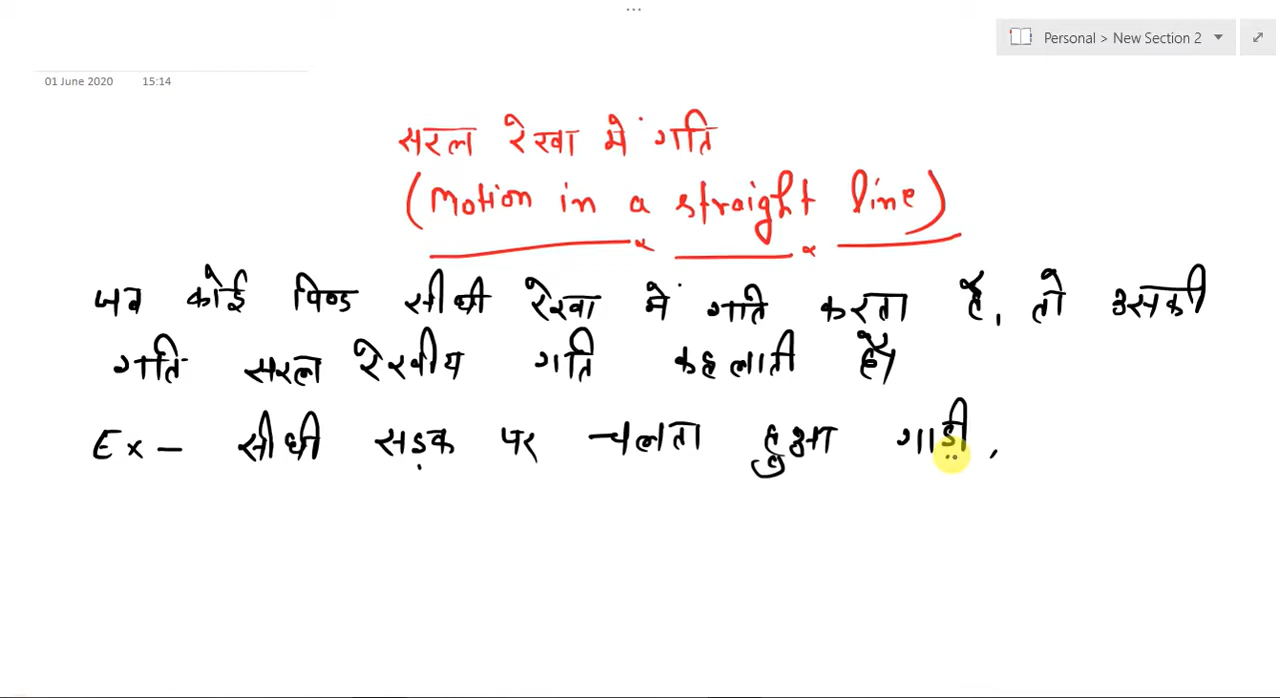 Personal > New Section 2
01 June 2020 15:14
सरल रेखा में गति
(Motion in a straight line)
जब कोई पिण्ड सीधी रेखा में गति करता है, तो उसकी
गति सरल रेखीय गति कहलाती है।
Ex - सीधी सड़क पर चलता हुआ गाड़ी,